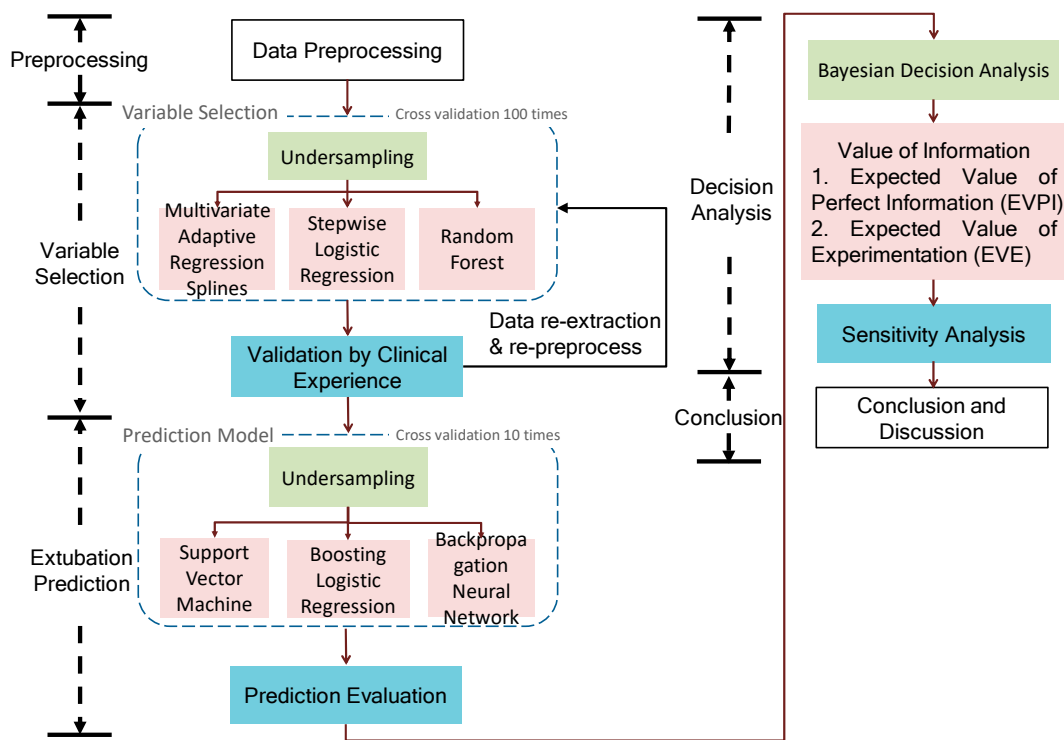 Preprocessing
Data Preprocessing
Variable Selection
Cross validation 100 times
Variable
Selection
Undersampling
Multivariate
Adaptive
Regression
Splines
Stepwise
Logistic
Regression
Random
Forest
Data re-extraction
& re-preprocess
Validation by Clinical
Experience
Extubation
Prediction
Prediction Model
Cross validation 10 times
Undersampling
Support
Vector
Machine
Boosting
Logistic
Regression
Backpropa
gation
Neural
Network
Prediction Evaluation
Decision
Analysis
Bayesian Decision Analysis
Value of Information
1. Expected Value of
Perfect Information (EVPI)
2. Expected Value of
Experimentation (EVE)
Sensitivity Analysis
Conclusion
Conclusion and
Discussion